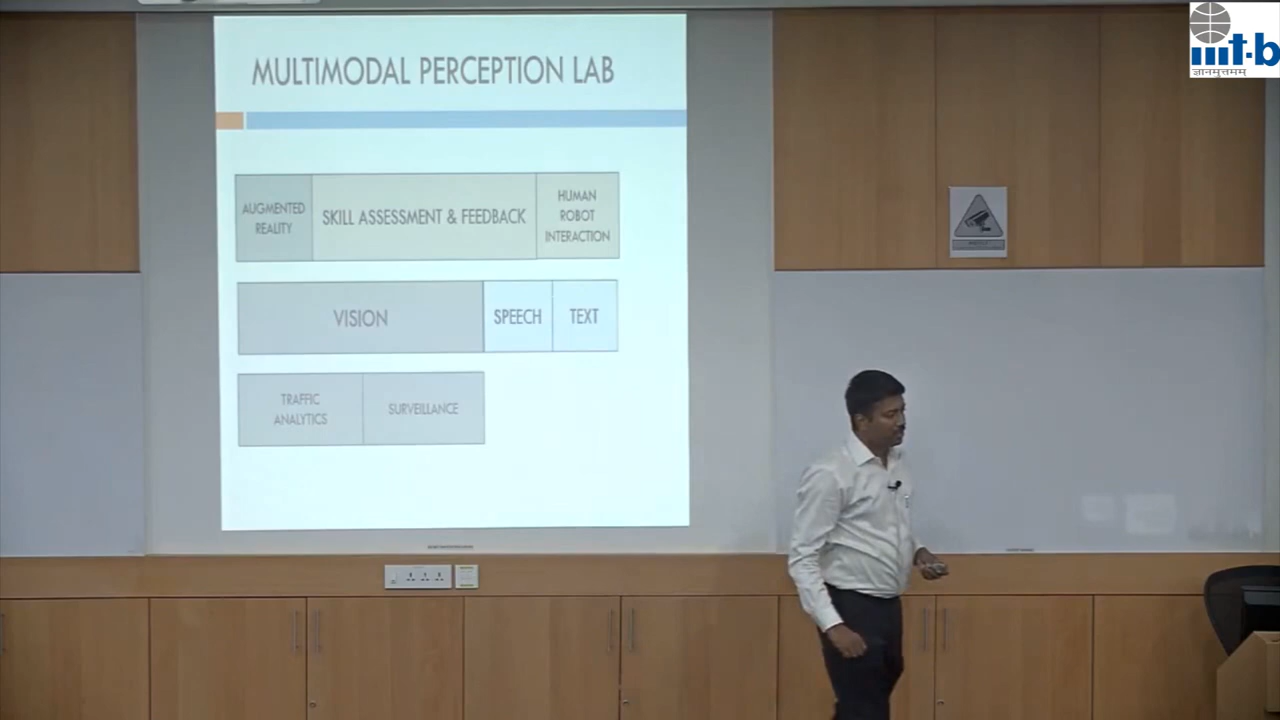 MULTIMODAL PERCEPTION LAB
AUGMENTED
REALITY
SKILL ASSESSMENT & FEEDBACK
HUMAN
ROBOT
INTERACTION
VISION
SPEECH
TEXT
TRAFFIC
ANALYTICS
SURVEILLANCE
iiit-b
ज्ञानमुत्तमम्